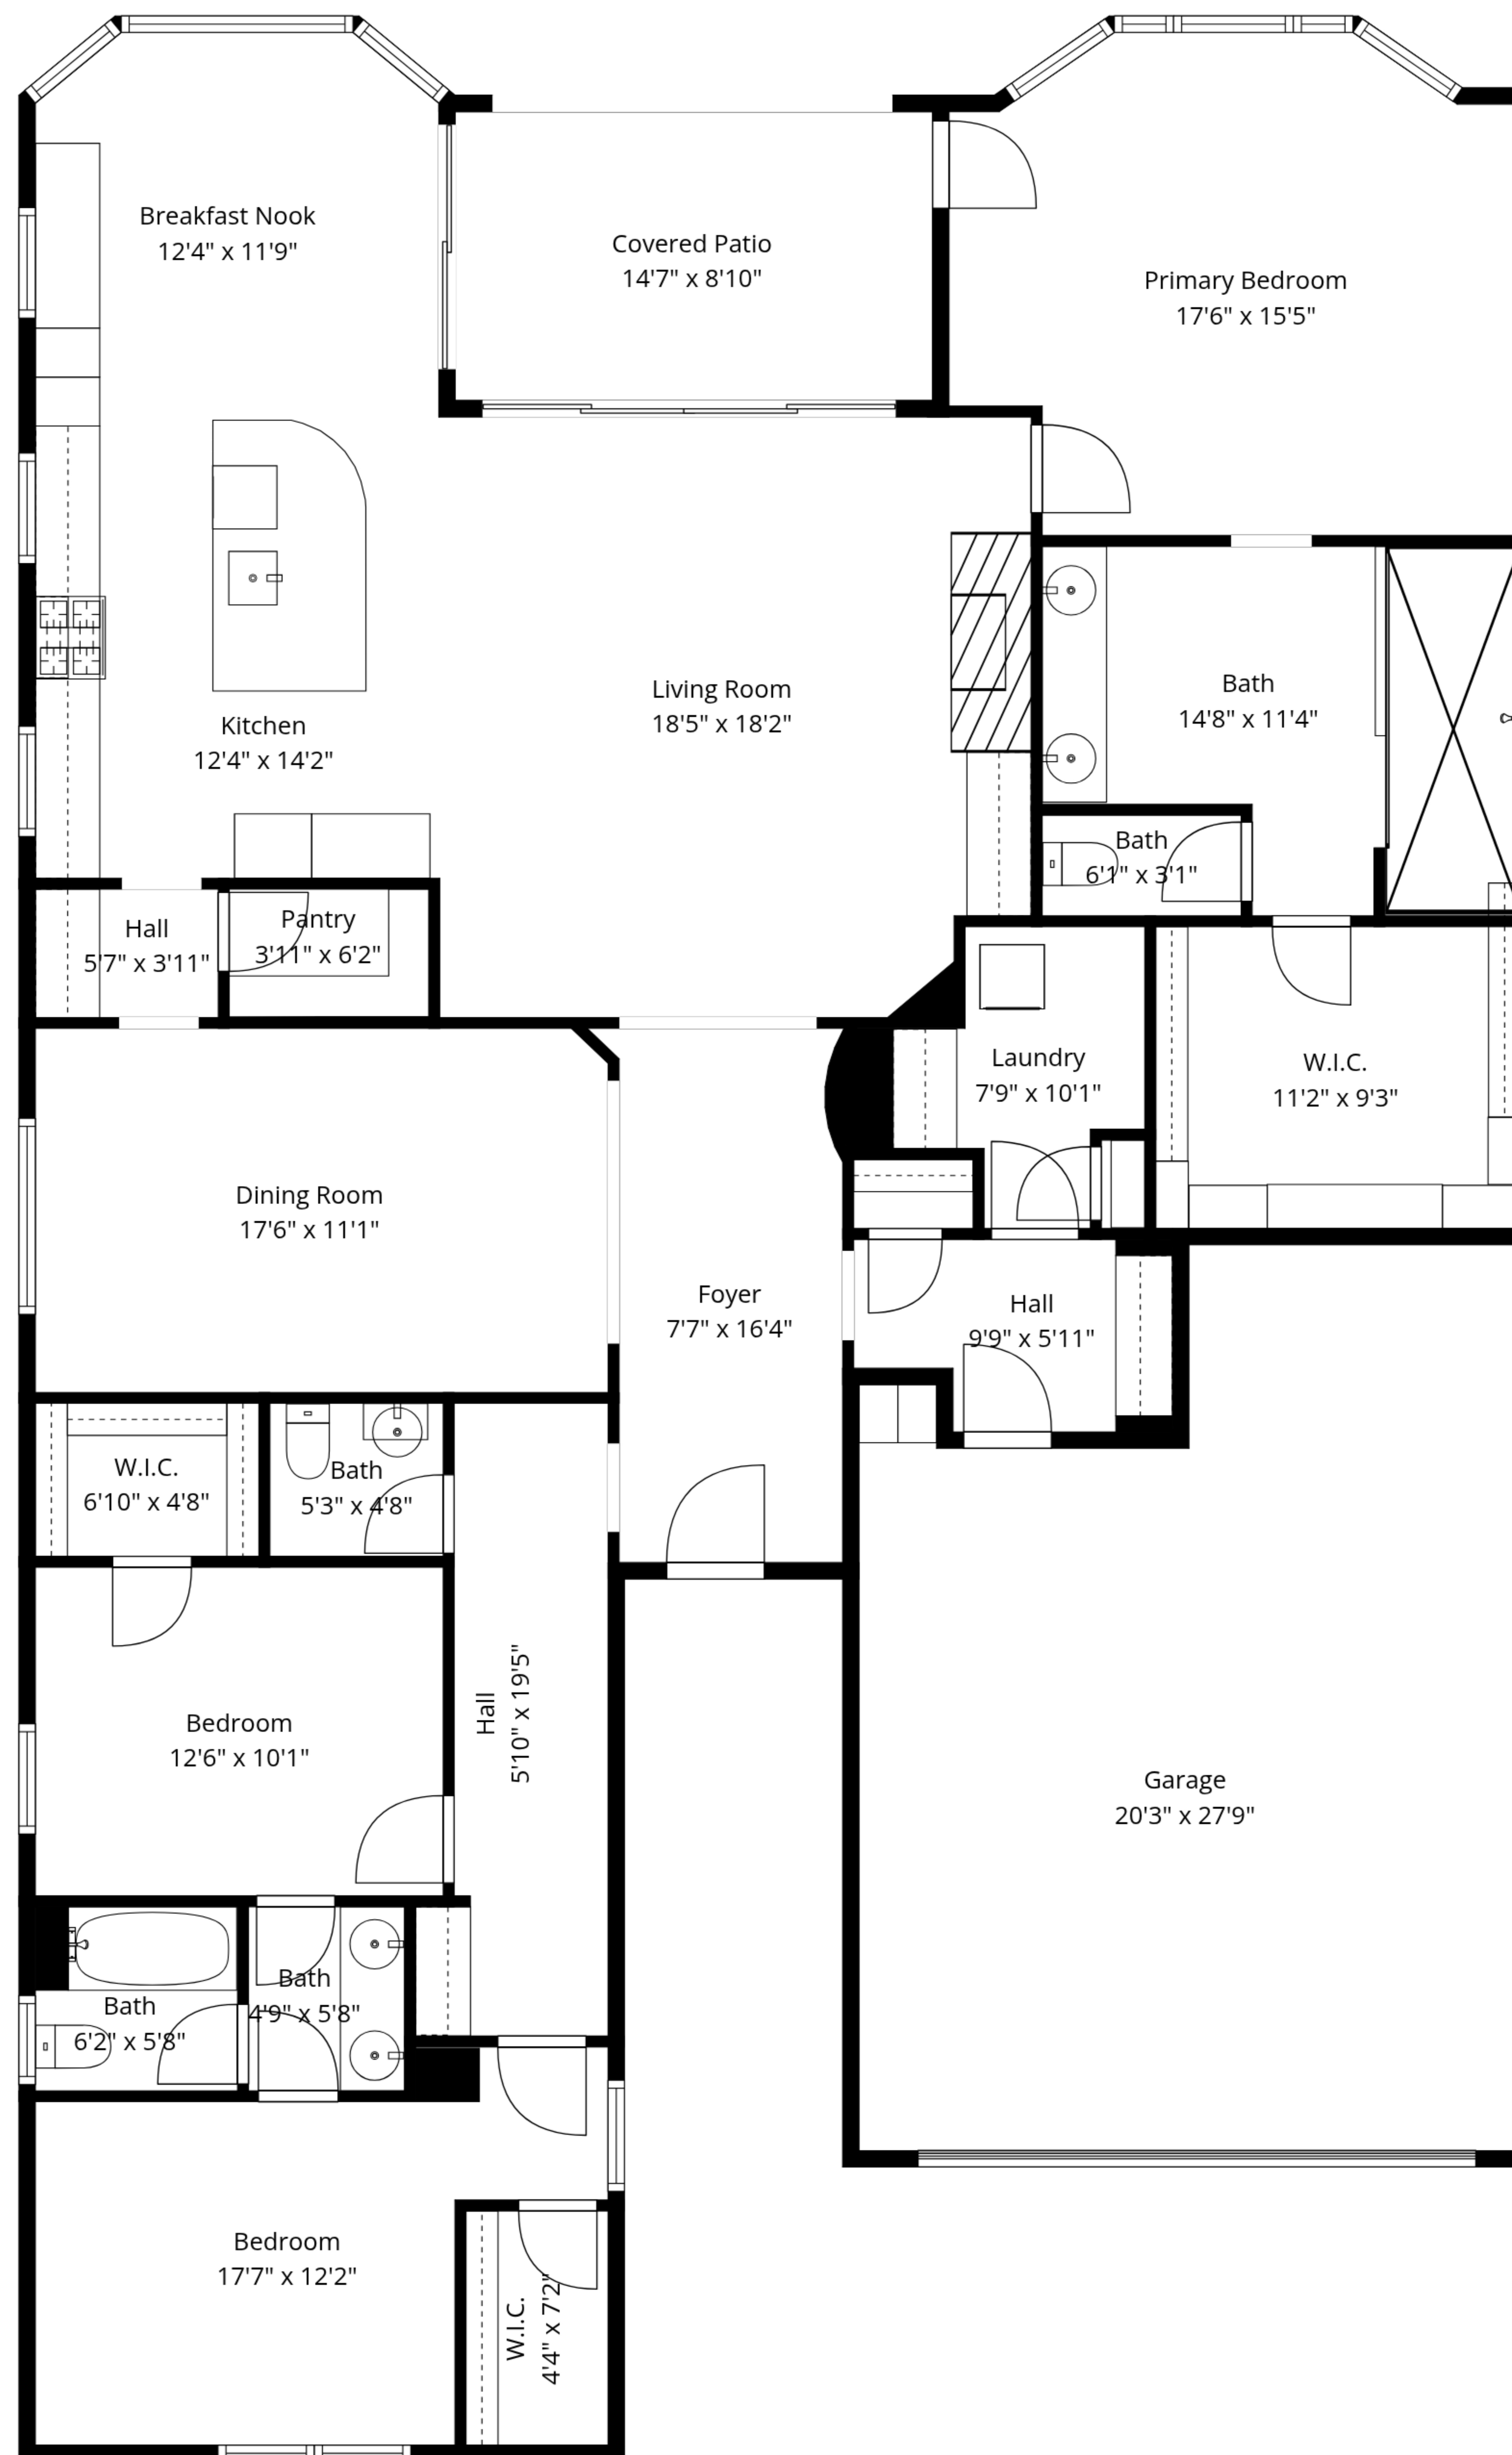 Breakfast Nook
12'4" x 11'9"
Covered Patio
14'7" x 8'10"
Primary Bedroom
17'6" x 15'5"
Kitchen
12'4" x 14'2"
Living Room
18'5" x 18'2"
Bath
14'8" x 11'4"
Bath
6'1" x 3'1"
Hall
5'7" x 3'11"
Pantry
3'11" x 6'2"
Laundry
7'9" x 10'1"
W.I.C.
11'2" x 9'3"
Dining Room
17'6" x 11'1"
Foyer
7'7" x 16'4"
Hall
9'9" x 5'11"
W.I.C.
6'10" x 4'8"
Bath
5'3" x 4'8"
Hall
5'10" x 19'5"
Bedroom
12'6" x 10'1"
Garage
20'3" x 27'9"
Bath
6'2" x 5'8"
Bath
4'9" x 5'8"
Bedroom
17'7" x 12'2"
W.I.C.
4'4" x 7'2"